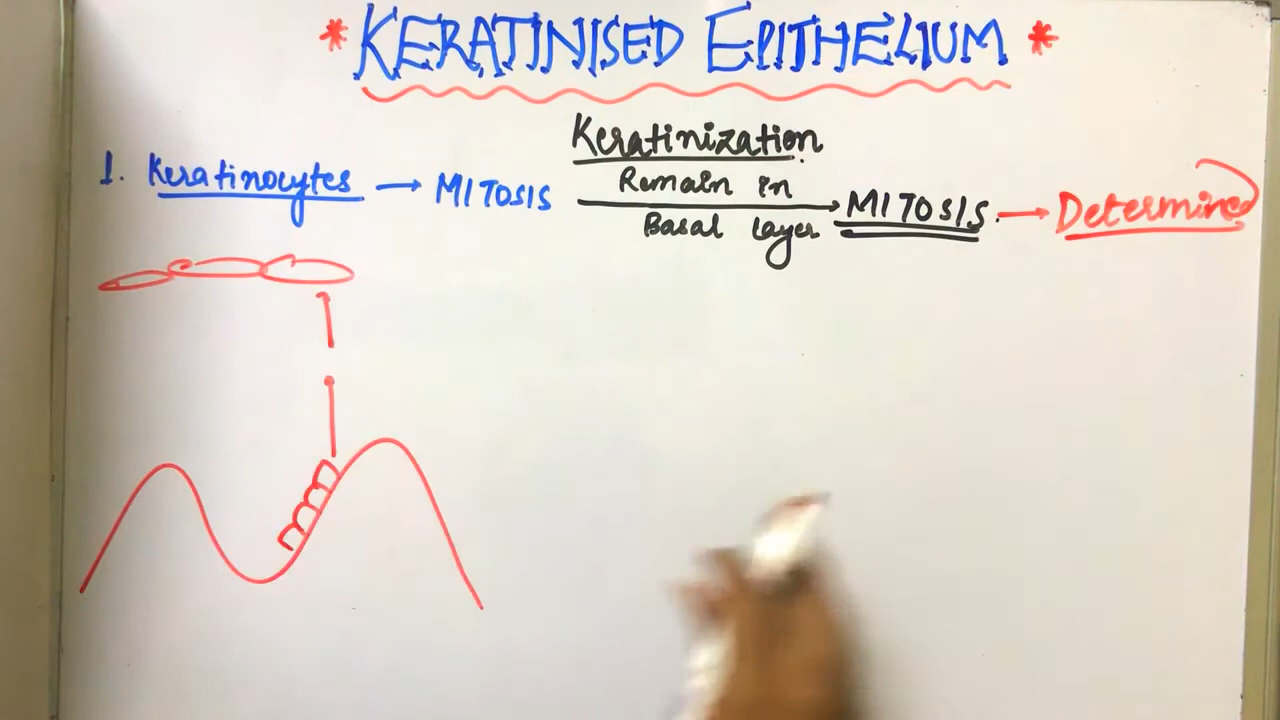 * KERATINISED EPITHELIUM *
Keratinization
1. Keratinocytes → MITOSIS Remain in Basal layer → MITOSIS. → Determined